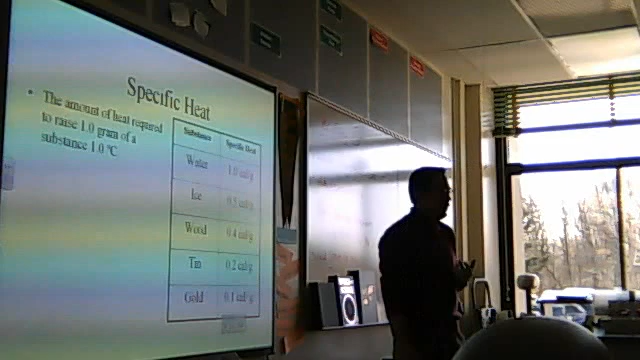 Specific Heat
• The amount of heat required
to raise 1.0 gram of a
substance 1.0 ºC
Substance Specific Heat
Water 1.0 cal/g
Ice 0.5 cal/g
Wood 0.4 cal/g
Tin 0.2 cal/g
Gold 0.1 cal/g